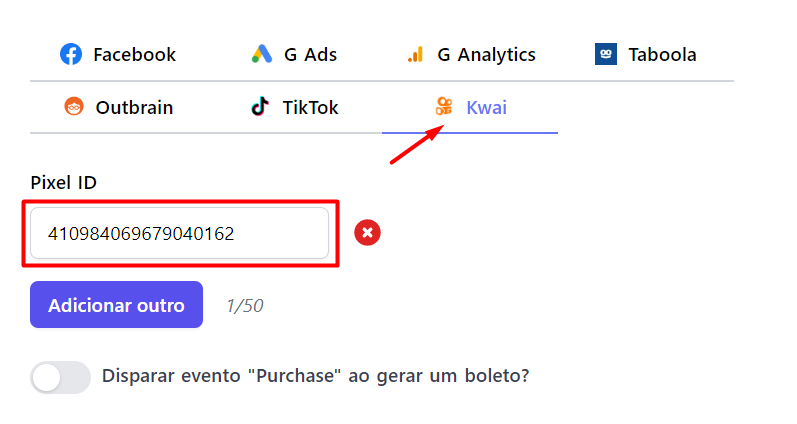 Facebook G Ads G Analytics Taboola
Outbrain TikTok Kwai
Pixel ID
410984069679040162
Adicionar outro 1/50
Disparar evento "Purchase" ao gerar um boleto?